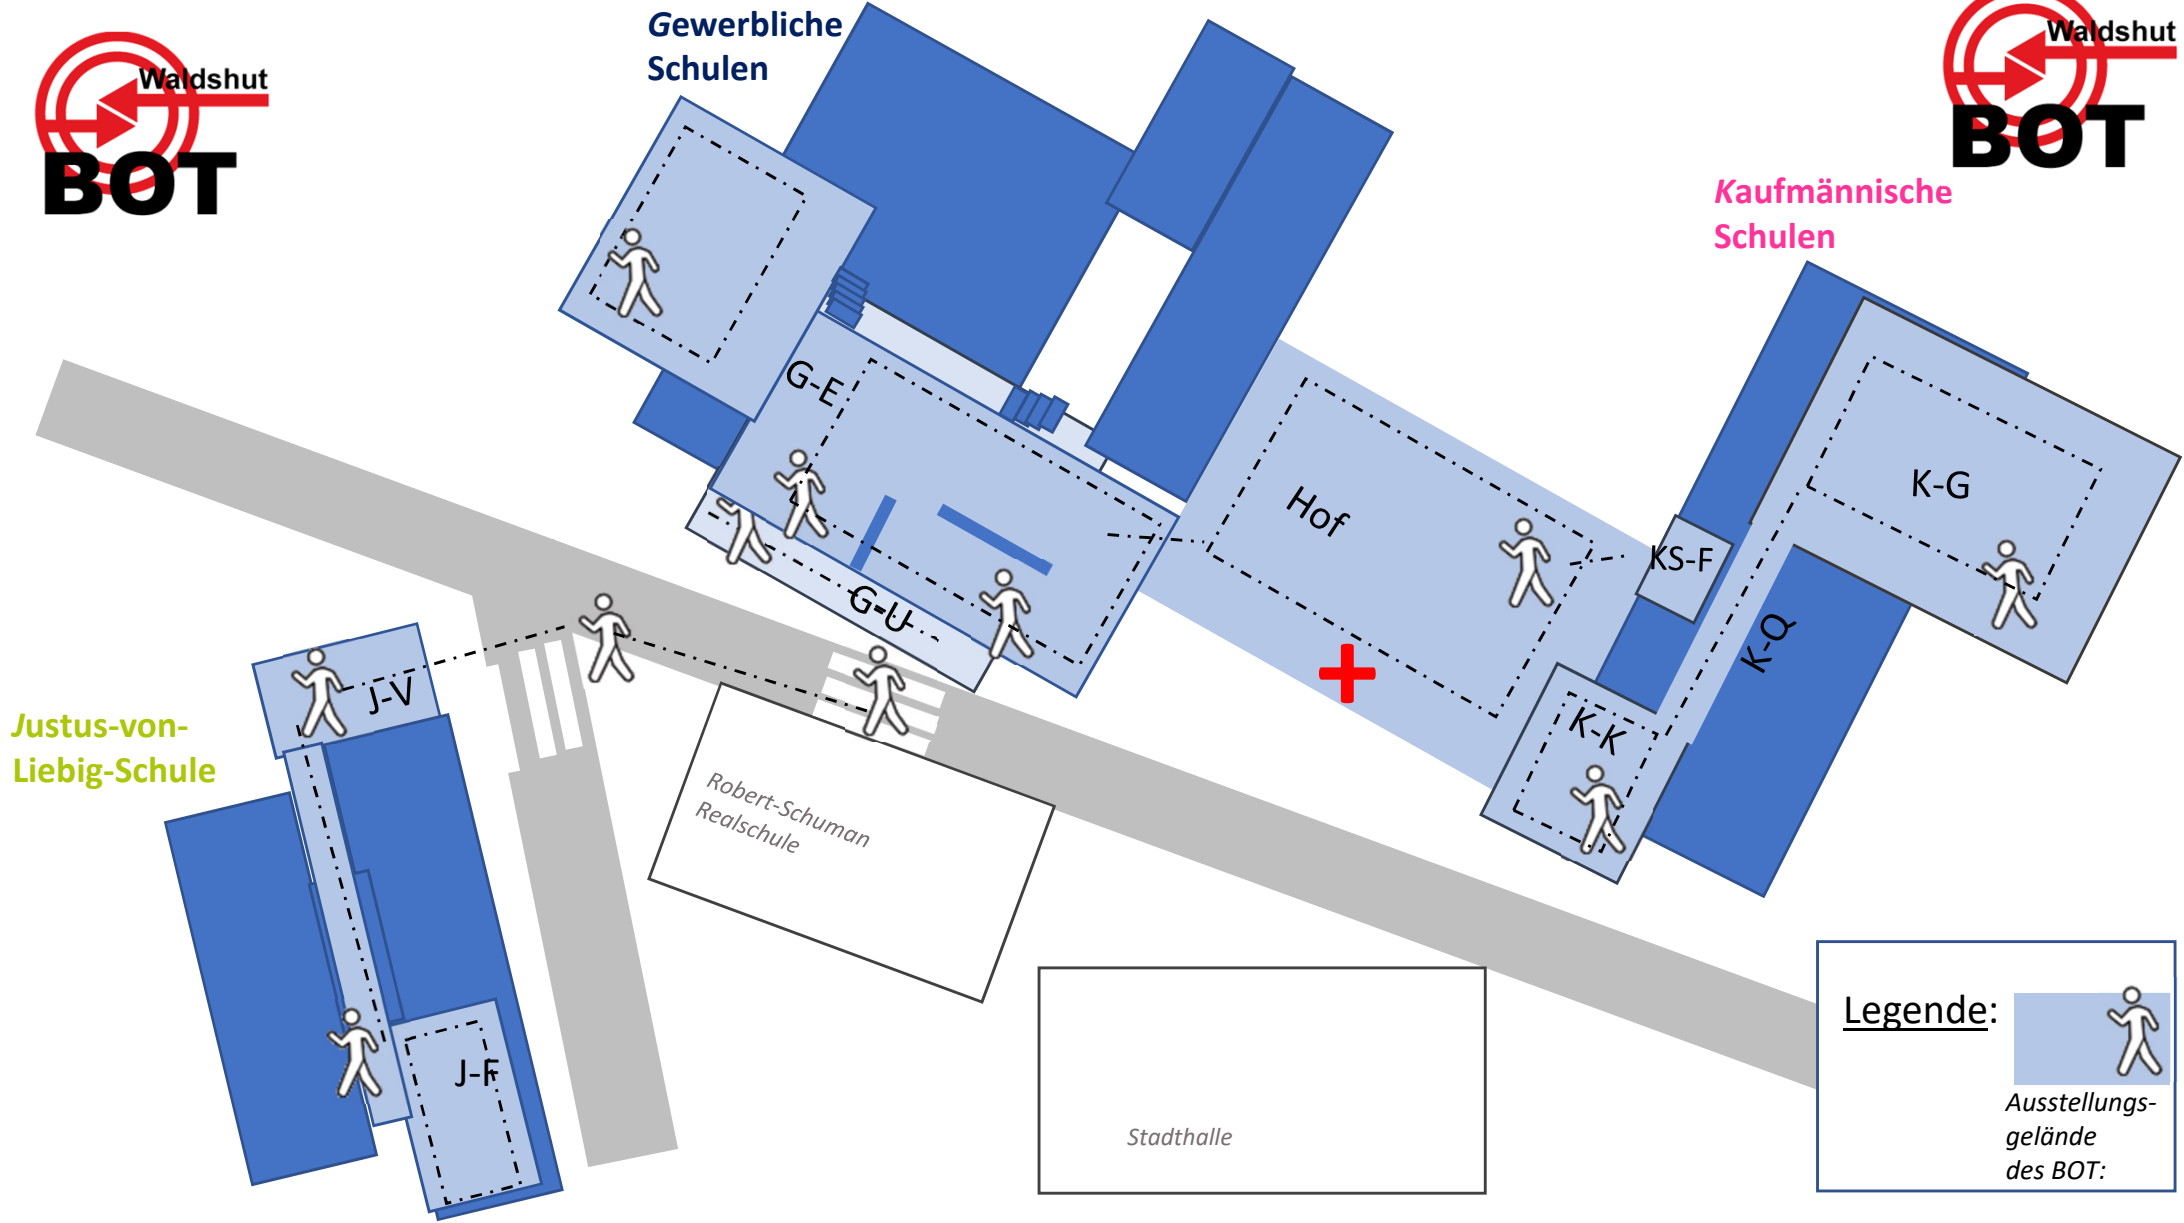 Waldshut
BOT
Gewerbliche
Schulen
Waldshut
BOT
Kaufmännische
Schulen
G-E
G-U
Hof
KS-F
K-G
K-Q
K-K
J-V
J-F
Justus-von-
Liebig-Schule
Robert-Schuman
Realschule
Stadthalle
Legende:
Ausstellungs-
gelände
des BOT: